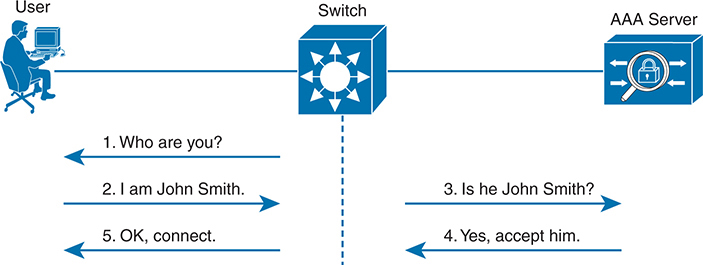 User
Switch
AAA Server
1. Who are you?
2. I am John Smith.
3. Is he John Smith?
5. OK, connect.
4. Yes, accept him.